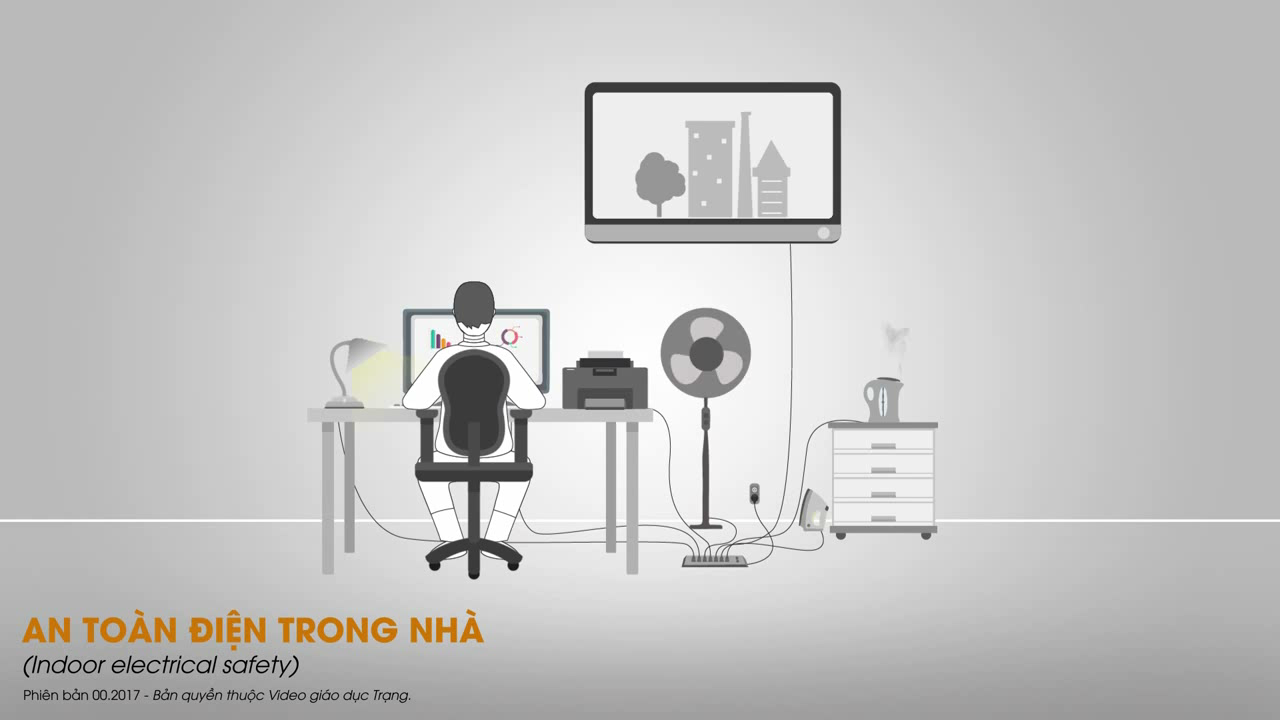 AN TOÀN ĐIỆN TRONG NHÀ
(Indoor electrical safety)
Phiên bản 00.2017 - Bản quyền thuộc Video giáo dục Trạng.